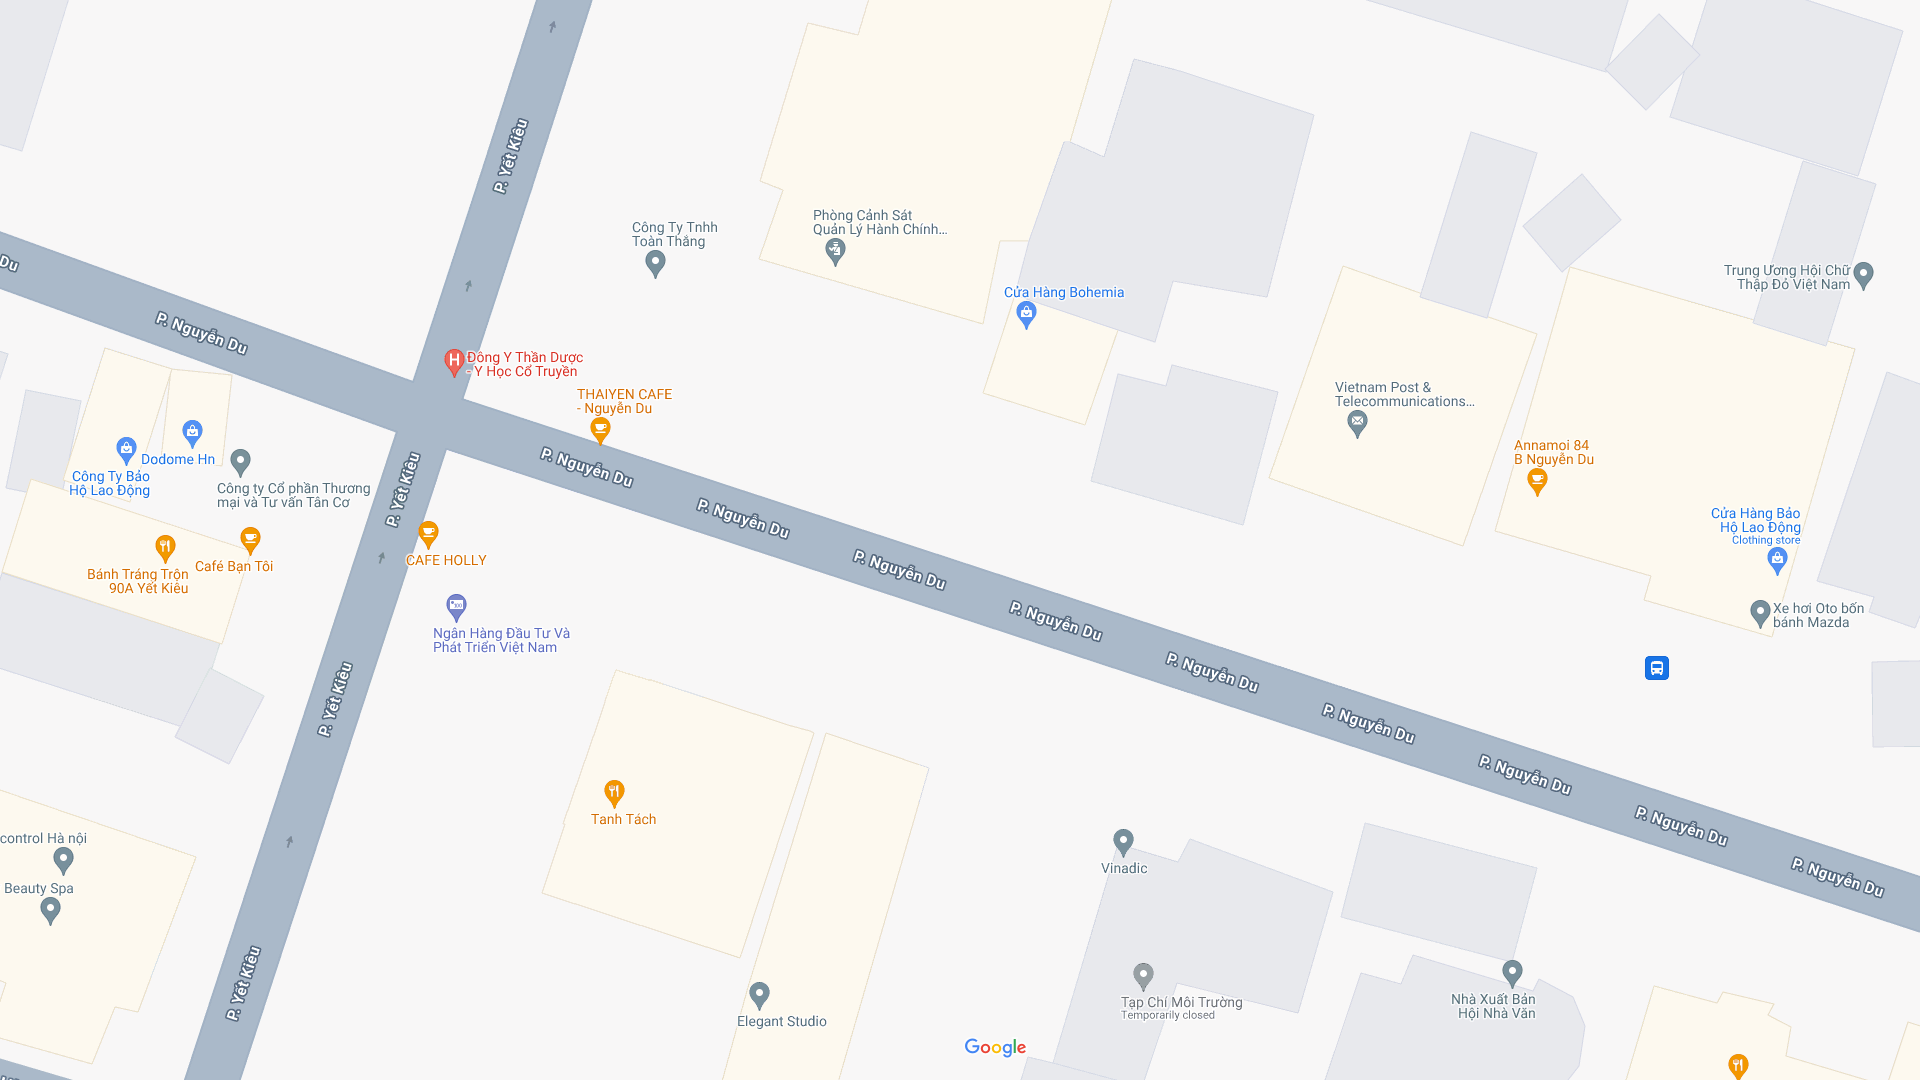 P. Yết Kiêu
Phòng Cảnh Sát
Quản Lý Hành Chính...
Công Ty Tnhh
Toàn Thắng
Du
Trung Ương Hội Chữ
Thập Đỏ Việt Nam
Cửa Hàng Bohemia
P. Nguyễn Du
Đông Y Thần Dược
- Y Học Cổ Truyền
THAIYEN CAFE
- Nguyễn Du
Vietnam Post &
Telecommunications...
Annamoi 84
B Nguyễn Du
Dodome Hn
Công Ty Bảo
Hộ Lao Động
Công ty Cổ phần Thương
mại và Tư vấn Tân Cơ
P. Yết Kiêu
P. Nguyễn Du
P. Nguyễn Du
Cửa Hàng Bảo
Hộ Lao Động
Clothing store
CAFE HOLLY
Café Bạn Tôi
Bánh Tráng Trộn
90A Yết Kiêu
P. Nguyễn Du
P. Nguyễn Du
Xe hơi Oto bốn
bánh Mazda
Ngân Hàng Đầu Tư Và
Phát Triển Việt Nam
P. Nguyễn Du
P. Yết Kiêu
P. Nguyễn Du
P. Nguyễn Du
Tanh Tách
P. Nguyễn Du
control Hà nội
Vinadic
P. Nguyễn Du
Beauty Spa
P. Yết Kiêu
Tạp Chí Môi Trường
Temporarily closed
Nhà Xuất Bản
Hội Nhà Văn
Elegant Studio
Google